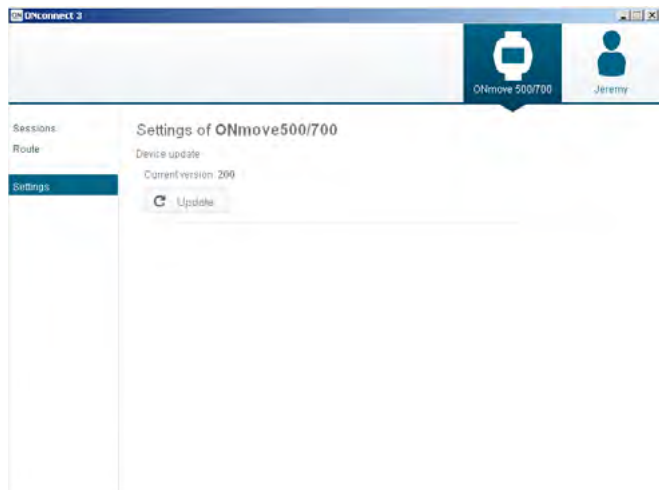 ON ONconnect 3
ONmove 500/700
Jeremy
Sessions
Route
Settings
Settings of ONmove500/700
Device update
Current version 200
Update